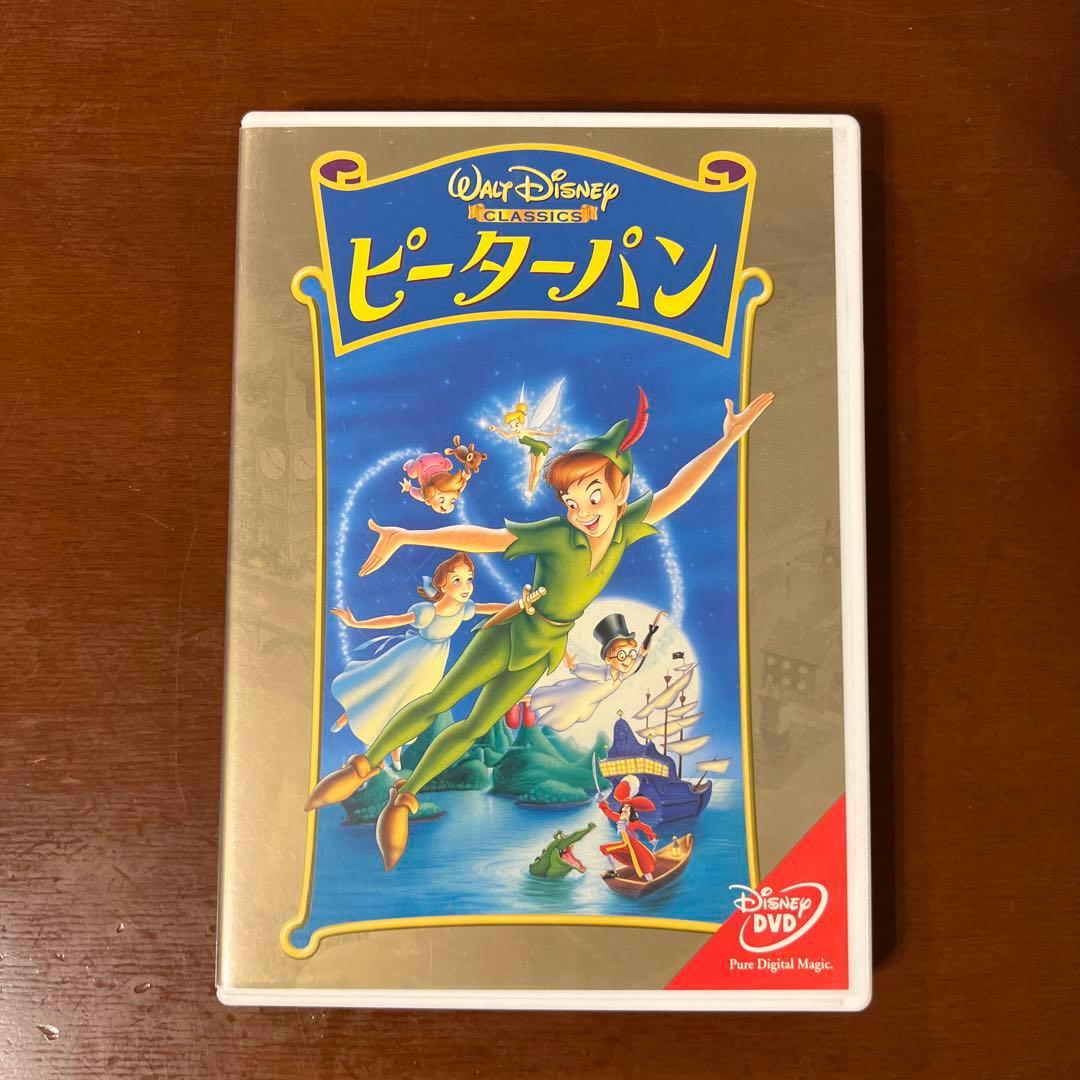 WALT DISNEY
CLASSICS
ピーターパン
DISNEY
DVD
Pure Digital Magic.